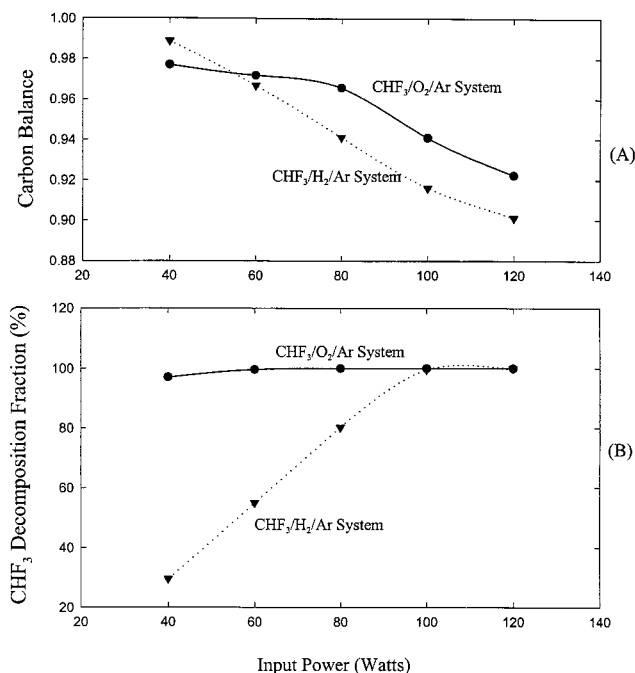 1.00
0.98
0.96
0.94
0.92
0.90
0.88
Carbon Balance
CHF₃/O₂/Ar System
CHF₃/H₂/Ar System
(A)
20 40 60 80 100 120 140
120
100
80
60
40
20
CHF₃ Decomposition Fraction (%)
CHF₃/O₂/Ar System
CHF₃/H₂/Ar System
(B)
20 40 60 80 100 120 140
Input Power (Watts)